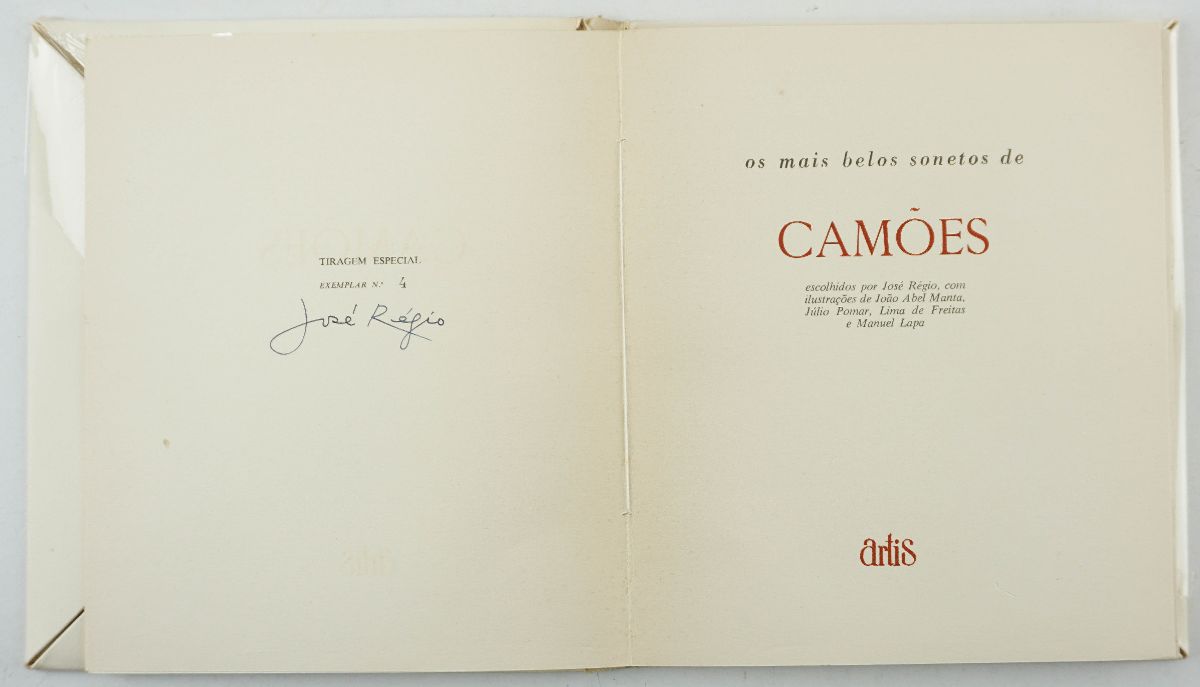 TIRAGEM ESPECIAL
EXEMPLAR N.º 4
José Régio
os mais belos sonetos de
CAMÕES
escolhidos por José Régio, com
ilustrações de João Abel Manta,
Júlio Pomar, Lima de Freitas
e Manuel Lapa
artis